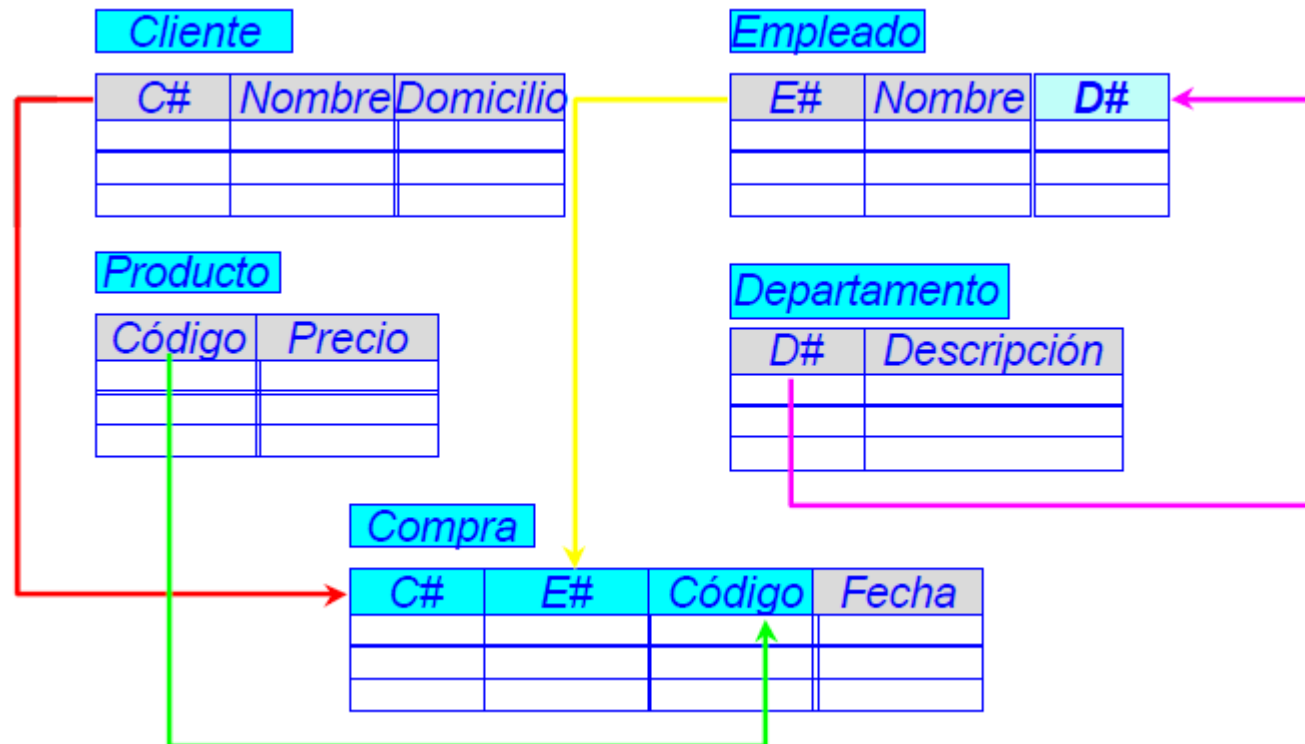 Cliente
C# Nombre Domicilio
Empleado
E# Nombre D#
Producto
Código Precio
Departamento
D# Descripción
Compra
C# E# Código Fecha